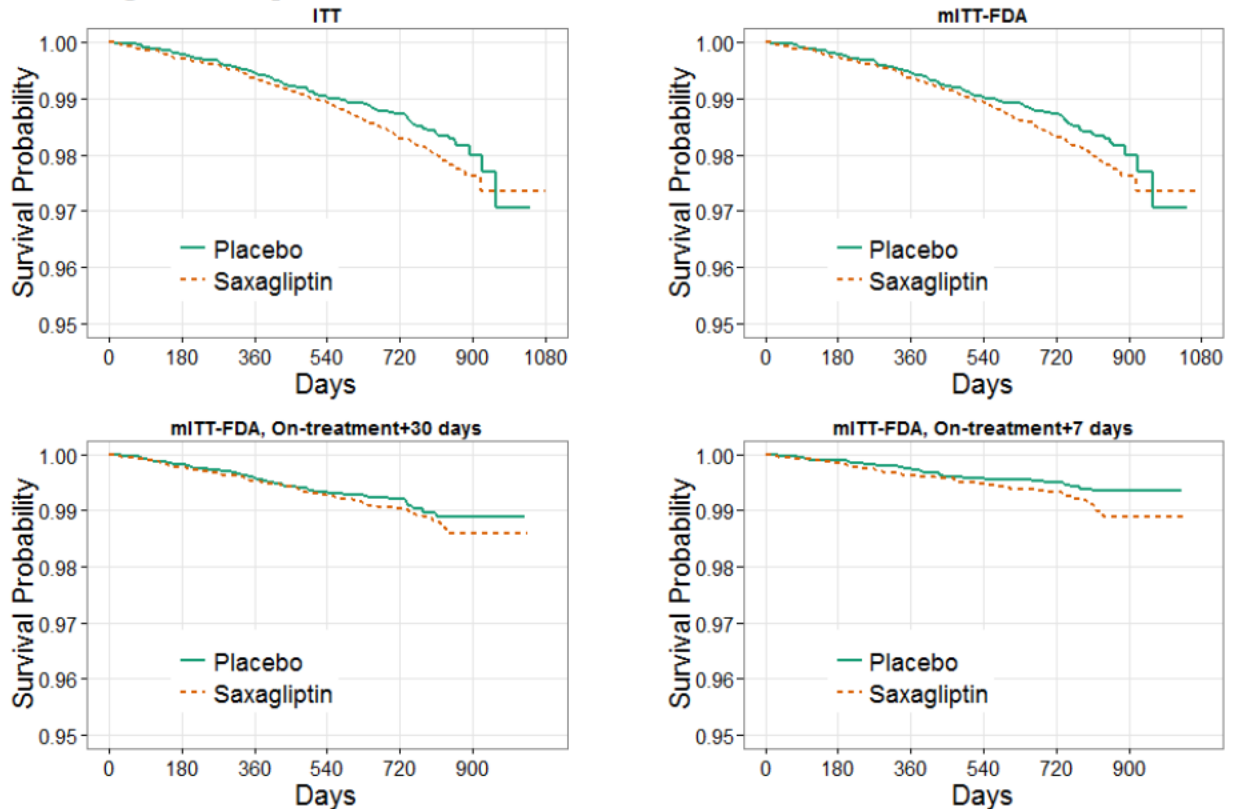 ITT
1.00
0.99
0.98
0.97
0.96
0.95
Survival Probability
Placebo
Saxagliptin
0 180 360 540 720 900 1080
Days
mITT-FDA
1.00
0.99
0.98
0.97
0.96
0.95
Survival Probability
Placebo
Saxagliptin
0 180 360 540 720 900 1080
Days
mITT-FDA, On-treatment+30 days
1.00
0.99
0.98
0.97
0.96
0.95
Survival Probability
Placebo
Saxagliptin
0 180 360 540 720 900
Days
mITT-FDA, On-treatment+7 days
1.00
0.99
0.98
0.97
0.96
0.95
Survival Probability
Placebo
Saxagliptin
0 180 360 540 720 900
Days